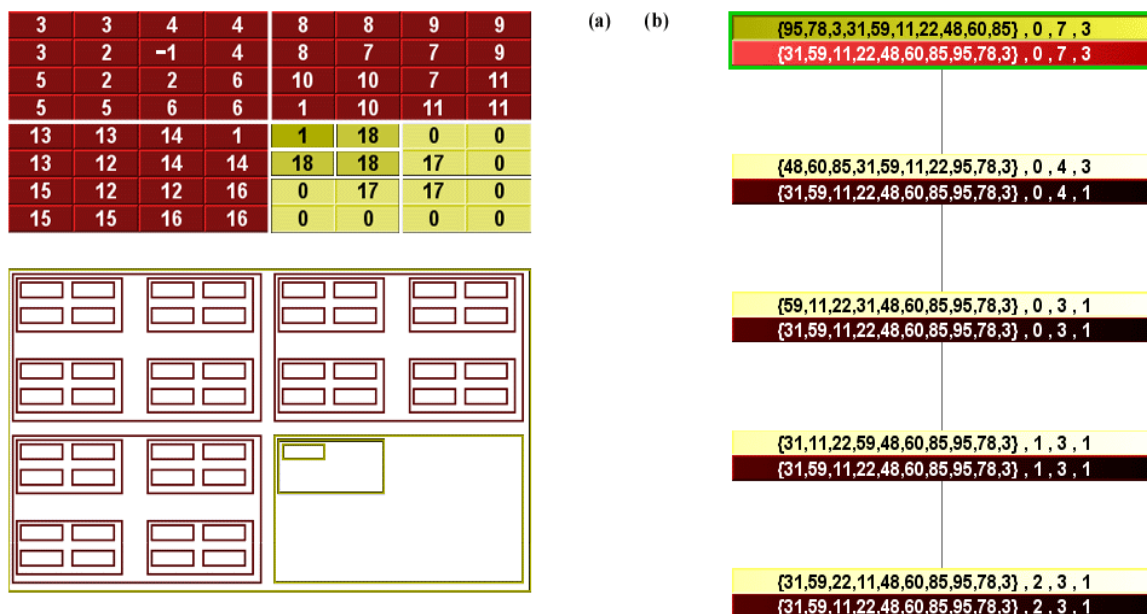 3 3 4 4 8 8 9 9
3 2 -1 4 8 7 7 9
5 2 2 6 10 10 7 11
5 5 6 6 1 10 11 11
13 13 14 1 1 18 0 0
13 12 14 14 18 18 17 0
15 12 12 16 0 17 17 0
15 15 16 16 0 0 0 0
(a) (b)
{95,78,3,31,59,11,22,48,60,85} , 0 , 7 , 3
{31,59,11,22,48,60,85,95,78,3} , 0 , 7 , 3
{48,60,85,31,59,11,22,95,78,3} , 0 , 4 , 3
{31,59,11,22,48,60,85,95,78,3} , 0 , 4 , 1
{59,11,22,31,48,60,85,95,78,3} , 0 , 3 , 1
{31,59,11,22,48,60,85,95,78,3} , 0 , 3 , 1
{31,11,22,59,48,60,85,95,78,3} , 1 , 3 , 1
{31,59,11,22,48,60,85,95,78,3} , 1 , 3 , 1
{31,59,22,11,48,60,85,95,78,3} , 2 , 3 , 1
{31,59,11,22,48,60,85,95,78,3} , 2 , 3 , 1